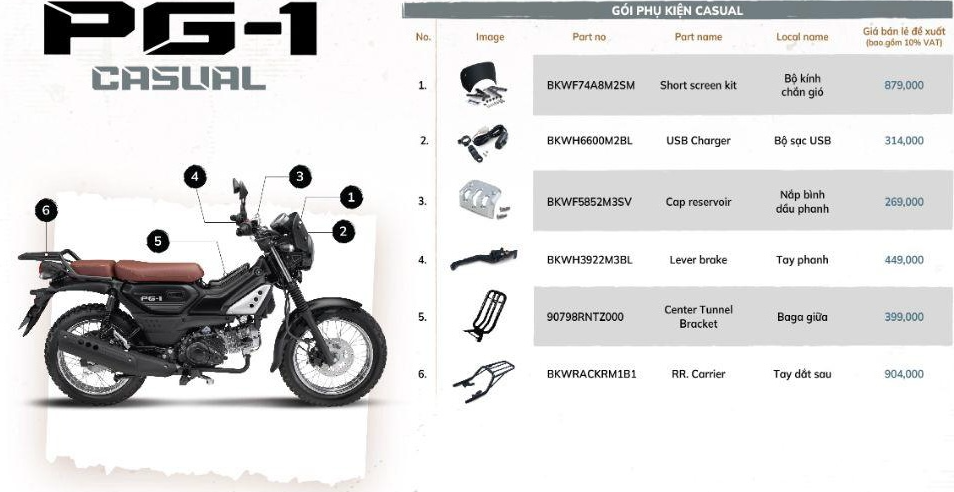 PG-1
CASUAL
4
3
1
6
2
5
PG-1
GÓI PHỤ KIỆN CASUAL
No. Image Part no Part name Local name Giá bán lẻ đề xuất
(bao gồm 10% VAT)
1. BKWF74A8M2SM Short screen kit Bộ kính
chắn gió 879,000
2. BKWH6600M2BL USB Charger Bộ sạc USB 314,000
3. BKWF5852M3SV Cap reservoir Nắp bình
dầu phanh 269,000
4. BKWH3922M3BL Lever brake Tay phanh 449,000
5. 90798RNTZ000 Center Tunnel
Bracket Baga giữa 399,000
6. BKWRACKRM1B1 RR. Carrier Tay dắt sau 904,000